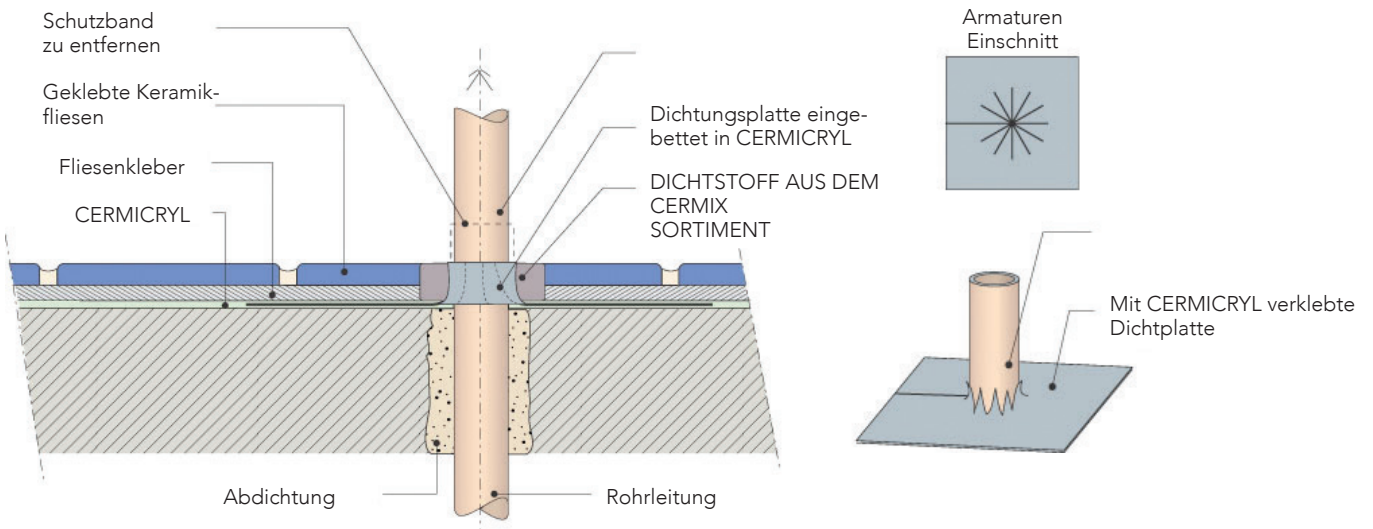 Schutzband
zu entfernen
Geklebte Keramik-
fliesen
Fliesenkleber
CERMICRYL
Dichtungsplatte einge-
bettet in CERMICRYL
DICHTSTOFF AUS DEM
CERMIX
SORTIMENT
Abdichtung
Rohrleitung
Armaturen
Einschnitt
Mit CERMICRYL verklebte
Dichtplatte